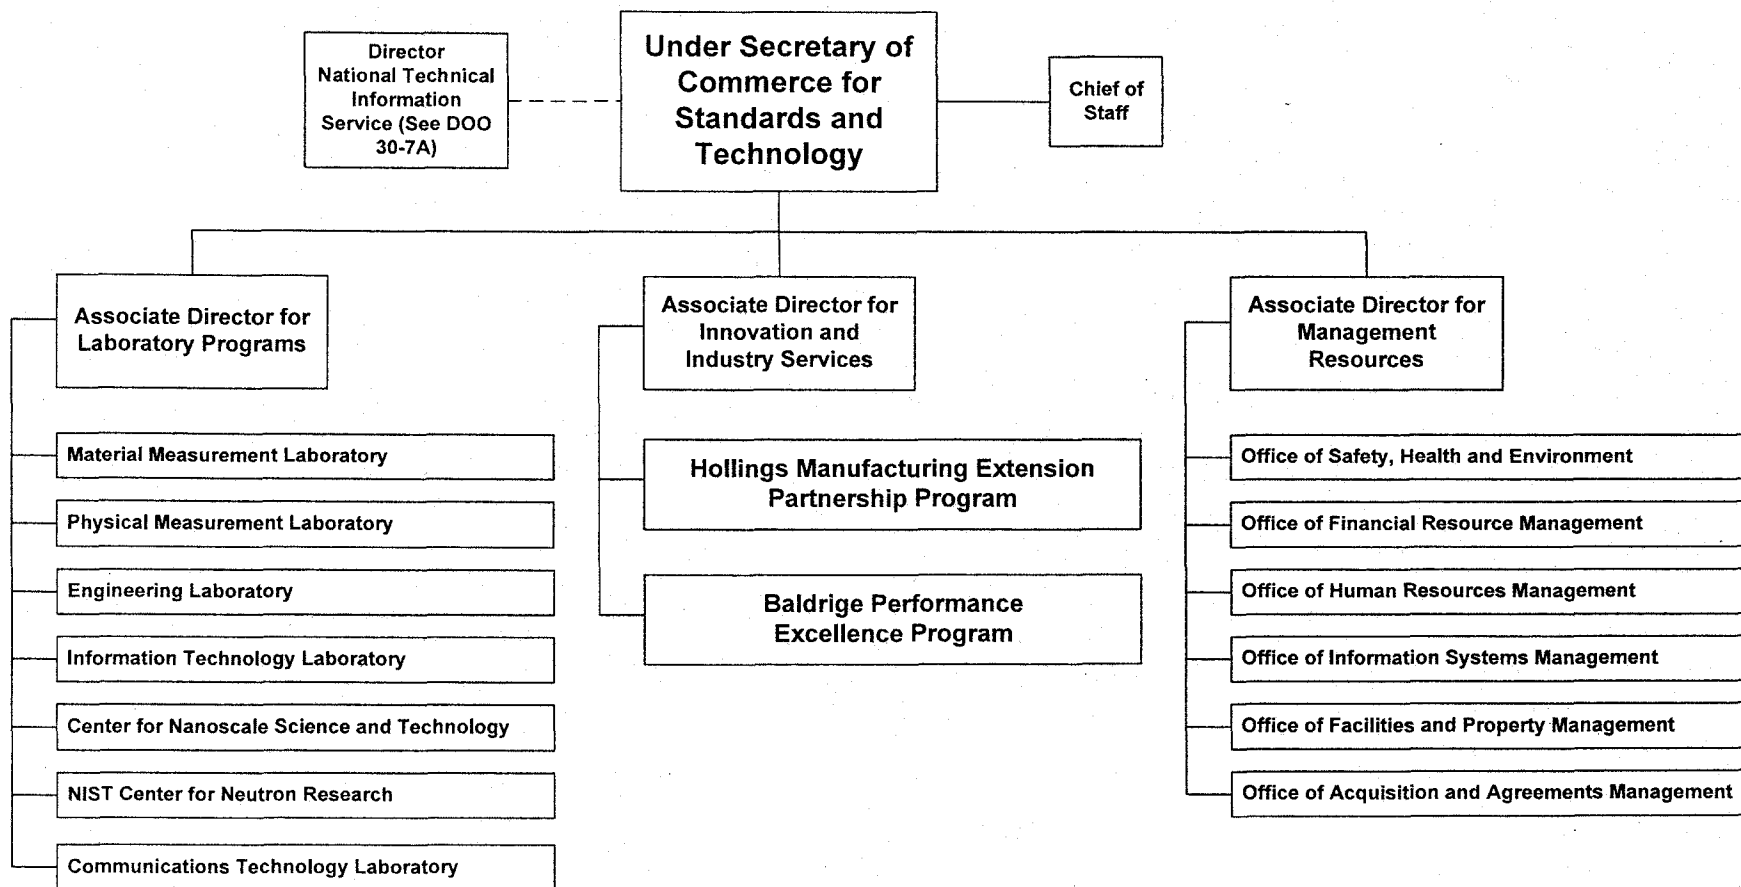 Director
National Technical
Information
Service (See DOO
30-7A)
Under Secretary of
Commerce for
Standards and
Technology
Chief of
Staff
Associate Director for
Laboratory Programs
Material Measurement Laboratory
Physical Measurement Laboratory
Engineering Laboratory
Information Technology Laboratory
Center for Nanoscale Science and Technology
NIST Center for Neutron Research
Communications Technology Laboratory
Associate Director for
Innovation and
Industry Services
Hollings Manufacturing Extension
Partnership Program
Baldrige Performance
Excellence Program
Associate Director for
Management
Resources
Office of Safety, Health and Environment
Office of Financial Resource Management
Office of Human Resources Management
Office of Information Systems Management
Office of Facilities and Property Management
Office of Acquisition and Agreements Management